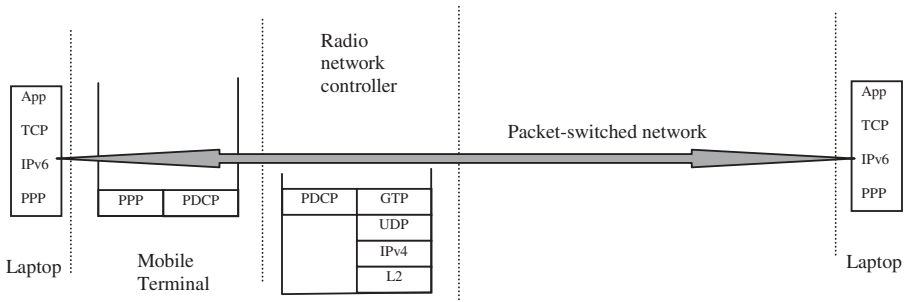 Radio
network
controller
App
TCP
IPv6
PPP
PPP PDCP
PDCP GTP
UDP
IPv4
L2
Packet-switched network
App
TCP
IPv6
PPP
Laptop
Mobile
Terminal
Laptop